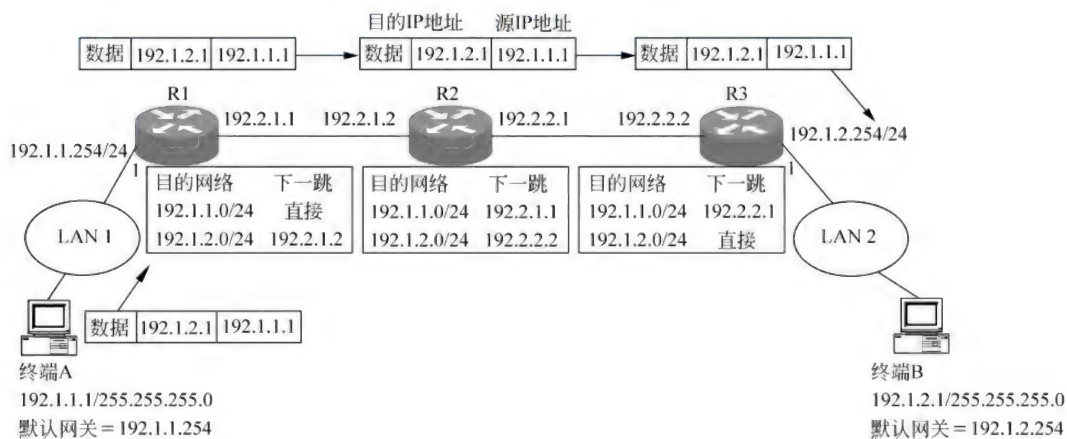 目的IP地址 源IP地址
数据 192.1.2.1 192.1.1.1
数据 192.1.2.1 192.1.1.1
数据 192.1.2.1 192.1.1.1
R1
R2
R3
192.2.1.1
192.2.1.2
192.2.2.1
192.2.2.2
192.1.1.254/24
192.1.2.254/24
1
1
目的网络 下一跳
192.1.1.0/24 直接
192.1.2.0/24 192.2.1.2
目的网络 下一跳
192.1.1.0/24 192.2.1.1
192.1.2.0/24 192.2.2.2
目的网络 下一跳
192.1.1.0/24 192.2.2.1
192.1.2.0/24 直接
LAN 1
LAN 2
数据 192.1.2.1 192.1.1.1
终端A
192.1.1.1/255.255.255.0
默认网关=192.1.1.254
终端B
192.1.2.1/255.255.255.0
默认网关=192.1.2.254